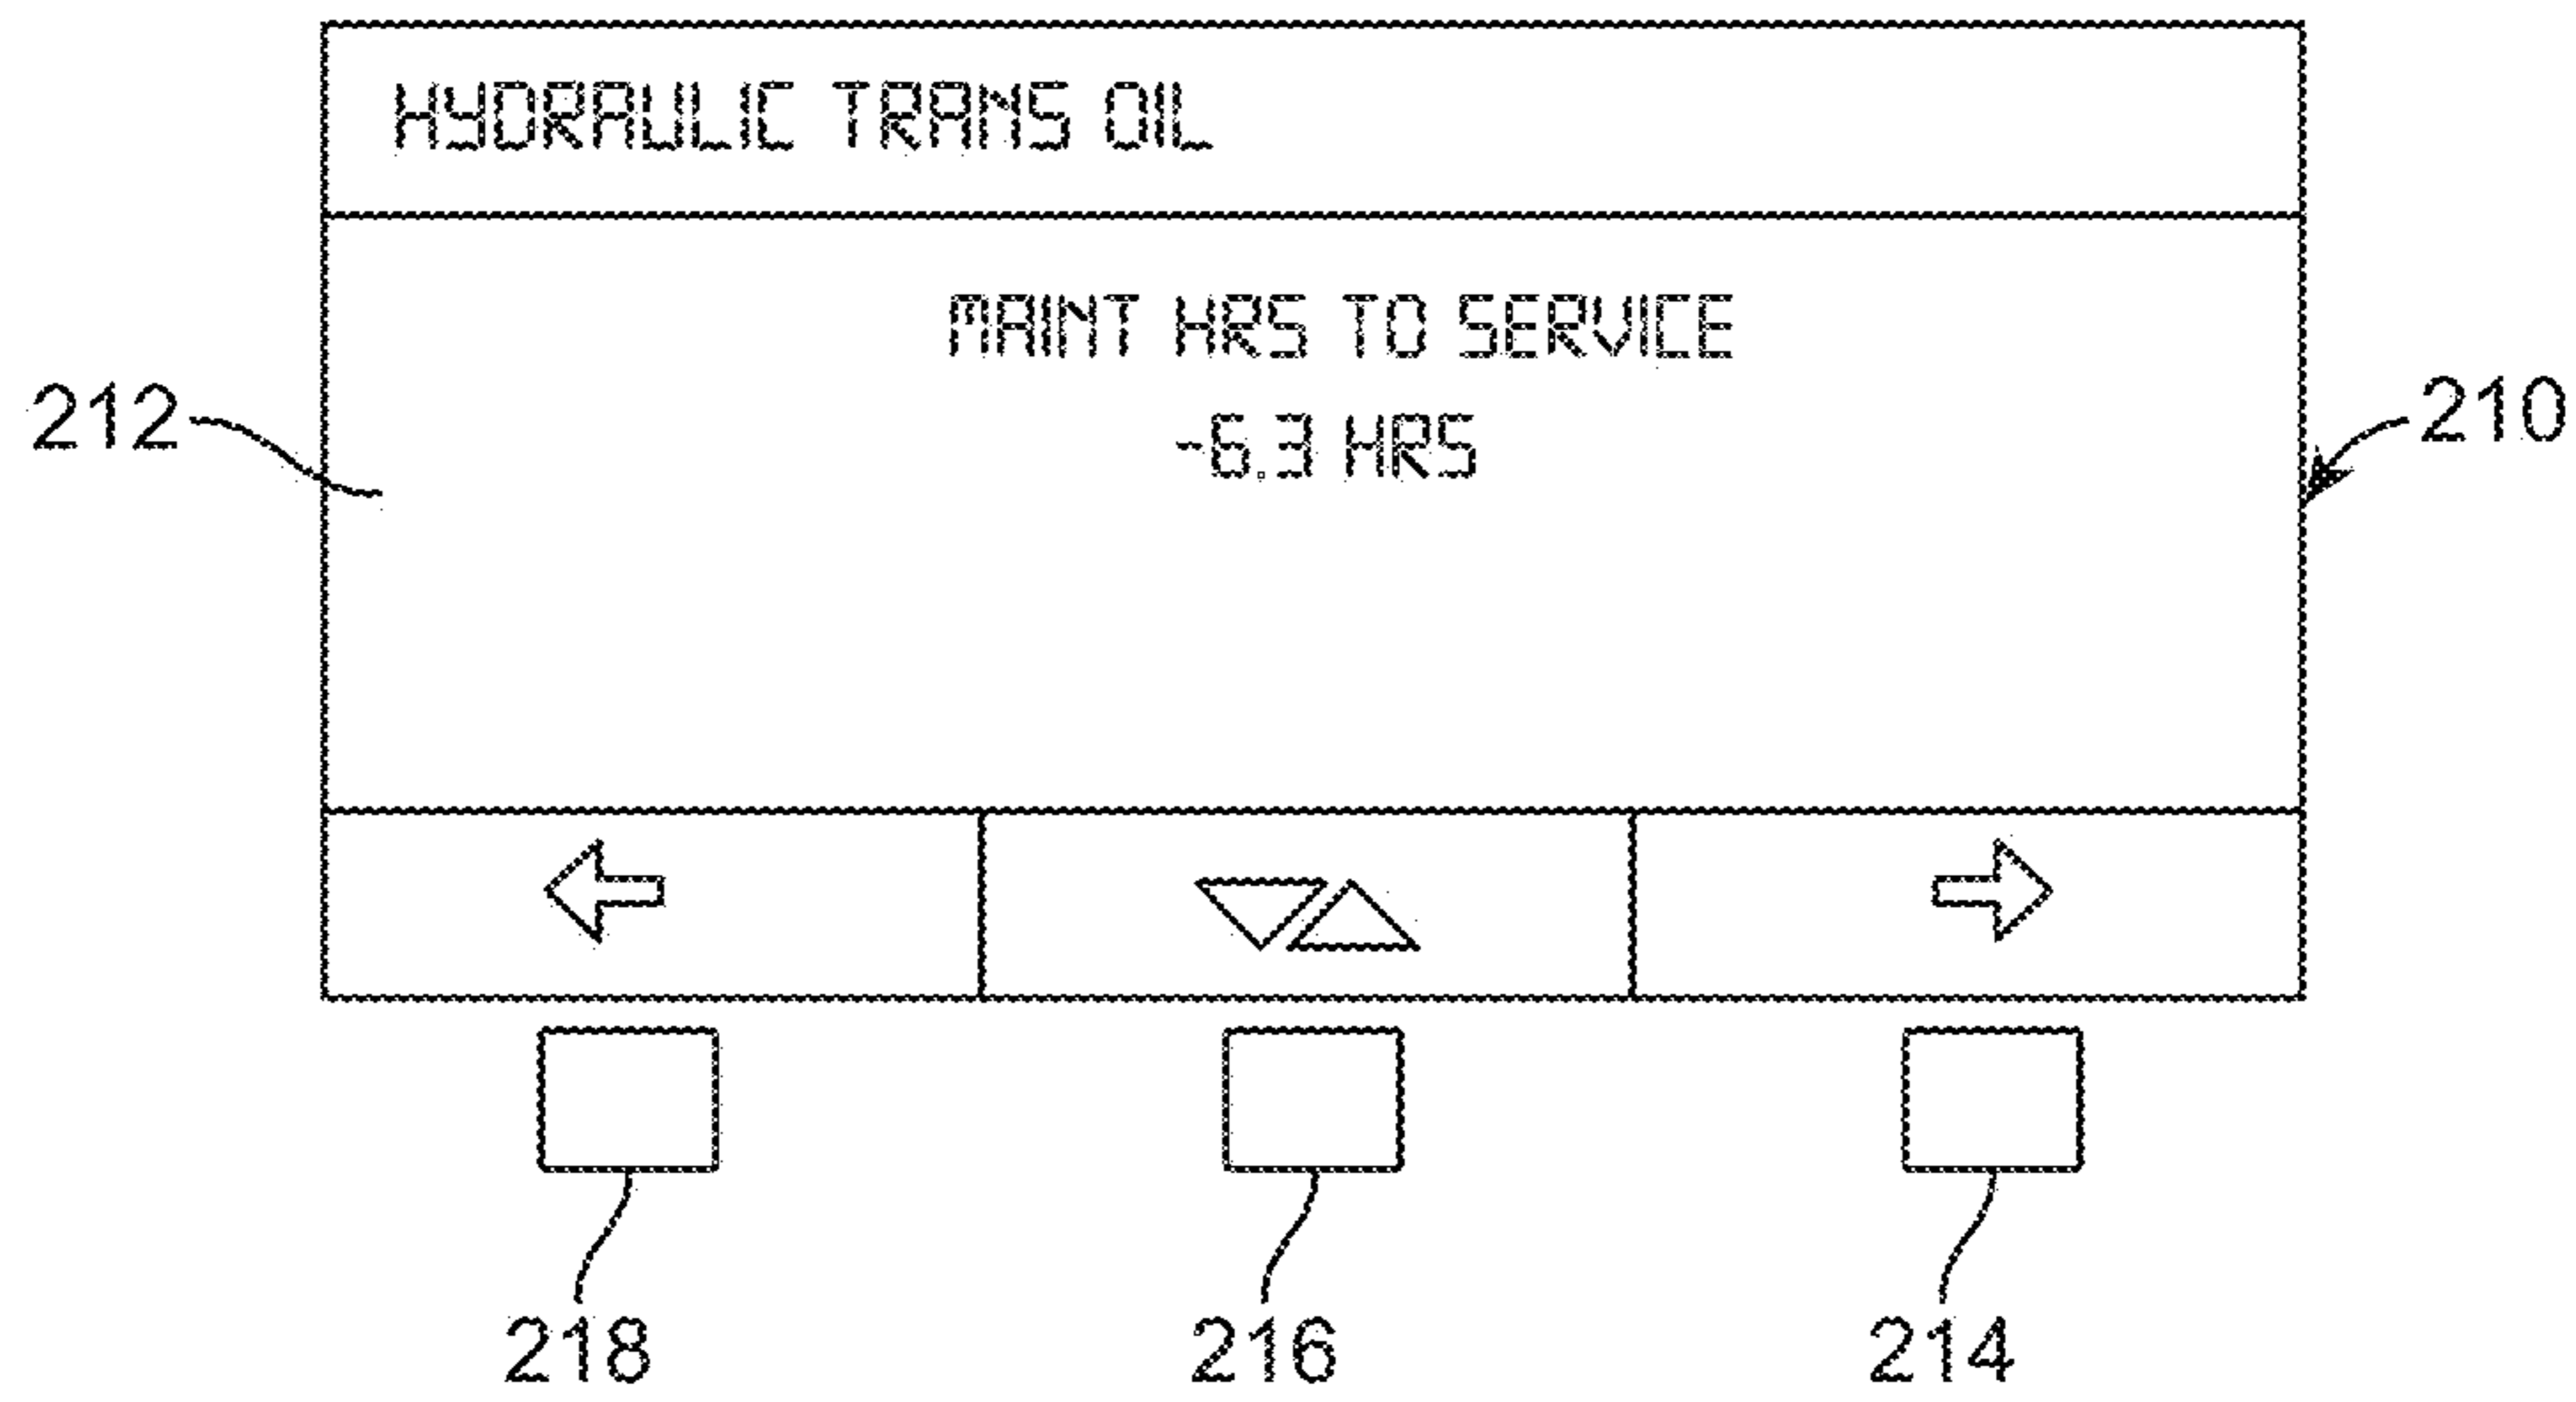 HYDRAULIC TRANS OIL
MAINT HRS TO SERVICE
212
-6.3 HRS
210
218
216
214